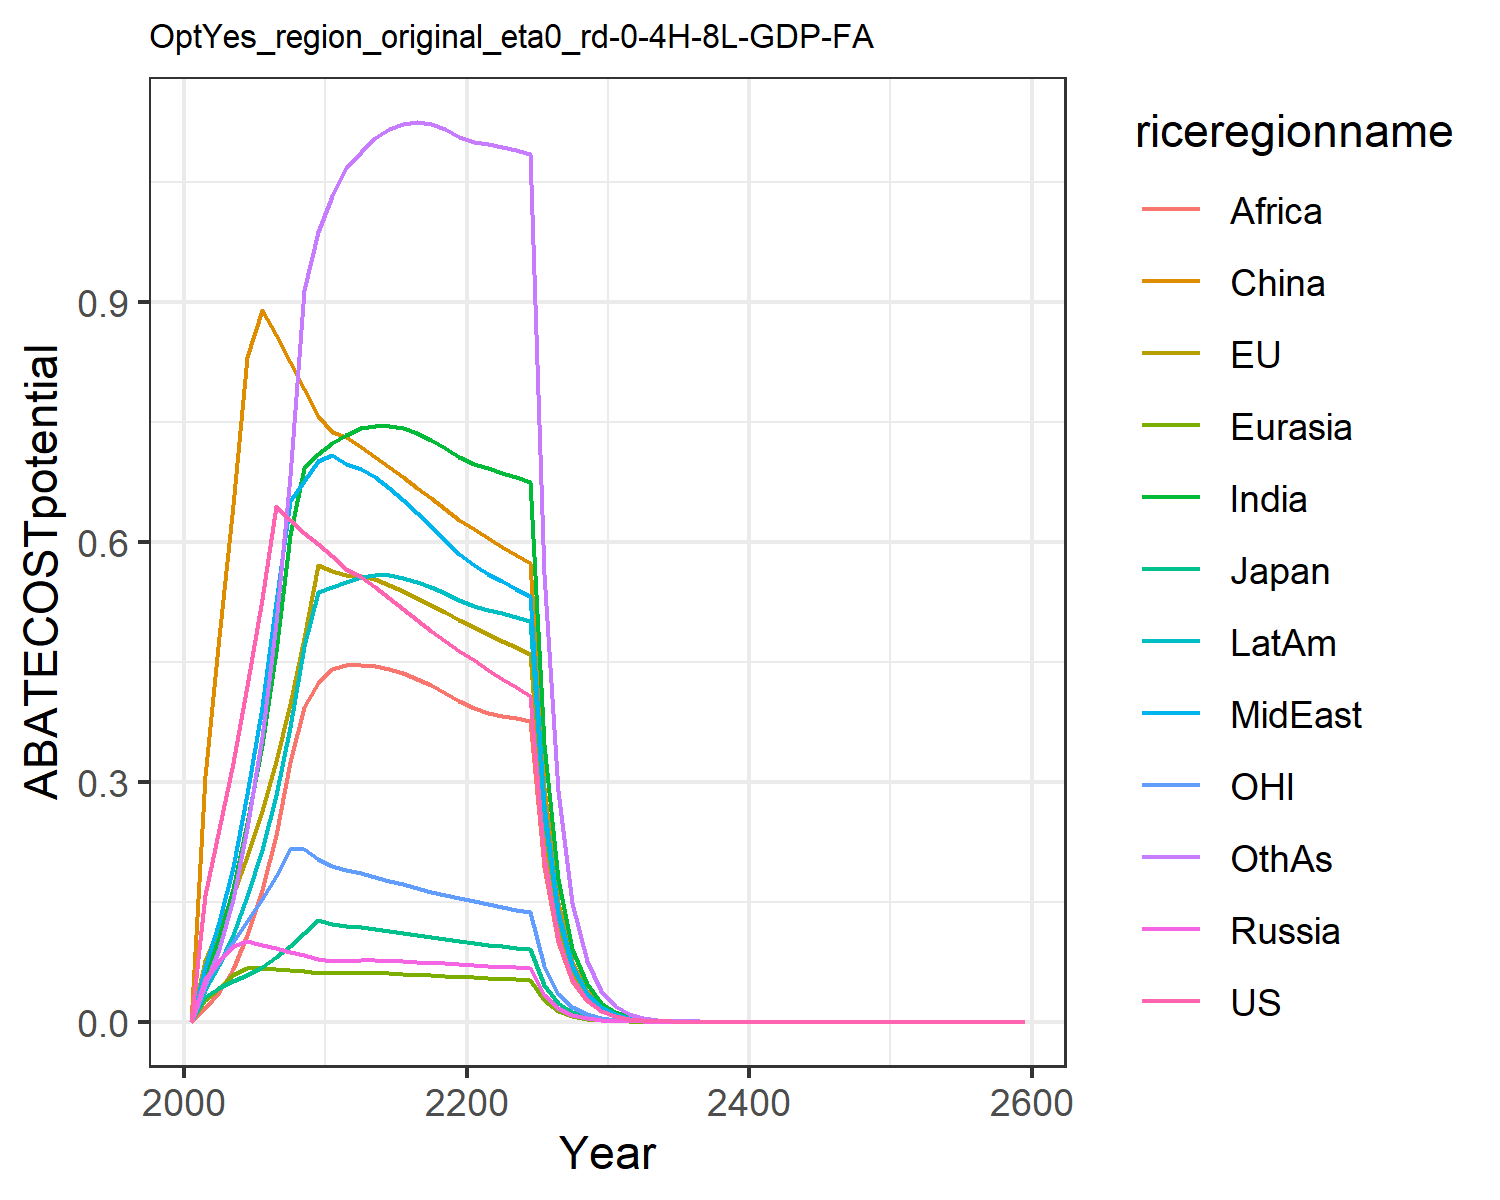 OptYes_region_original_eta0_rd-0-4H-8L-GDP-FA
ABATECOSTpotential
0.9
0.6
0.3
0.0
2000
2200
2400
2600
Year
riceregionname
Africa
China
EU
Eurasia
India
Japan
LatAm
MidEast
OHI
OthAs
Russia
US